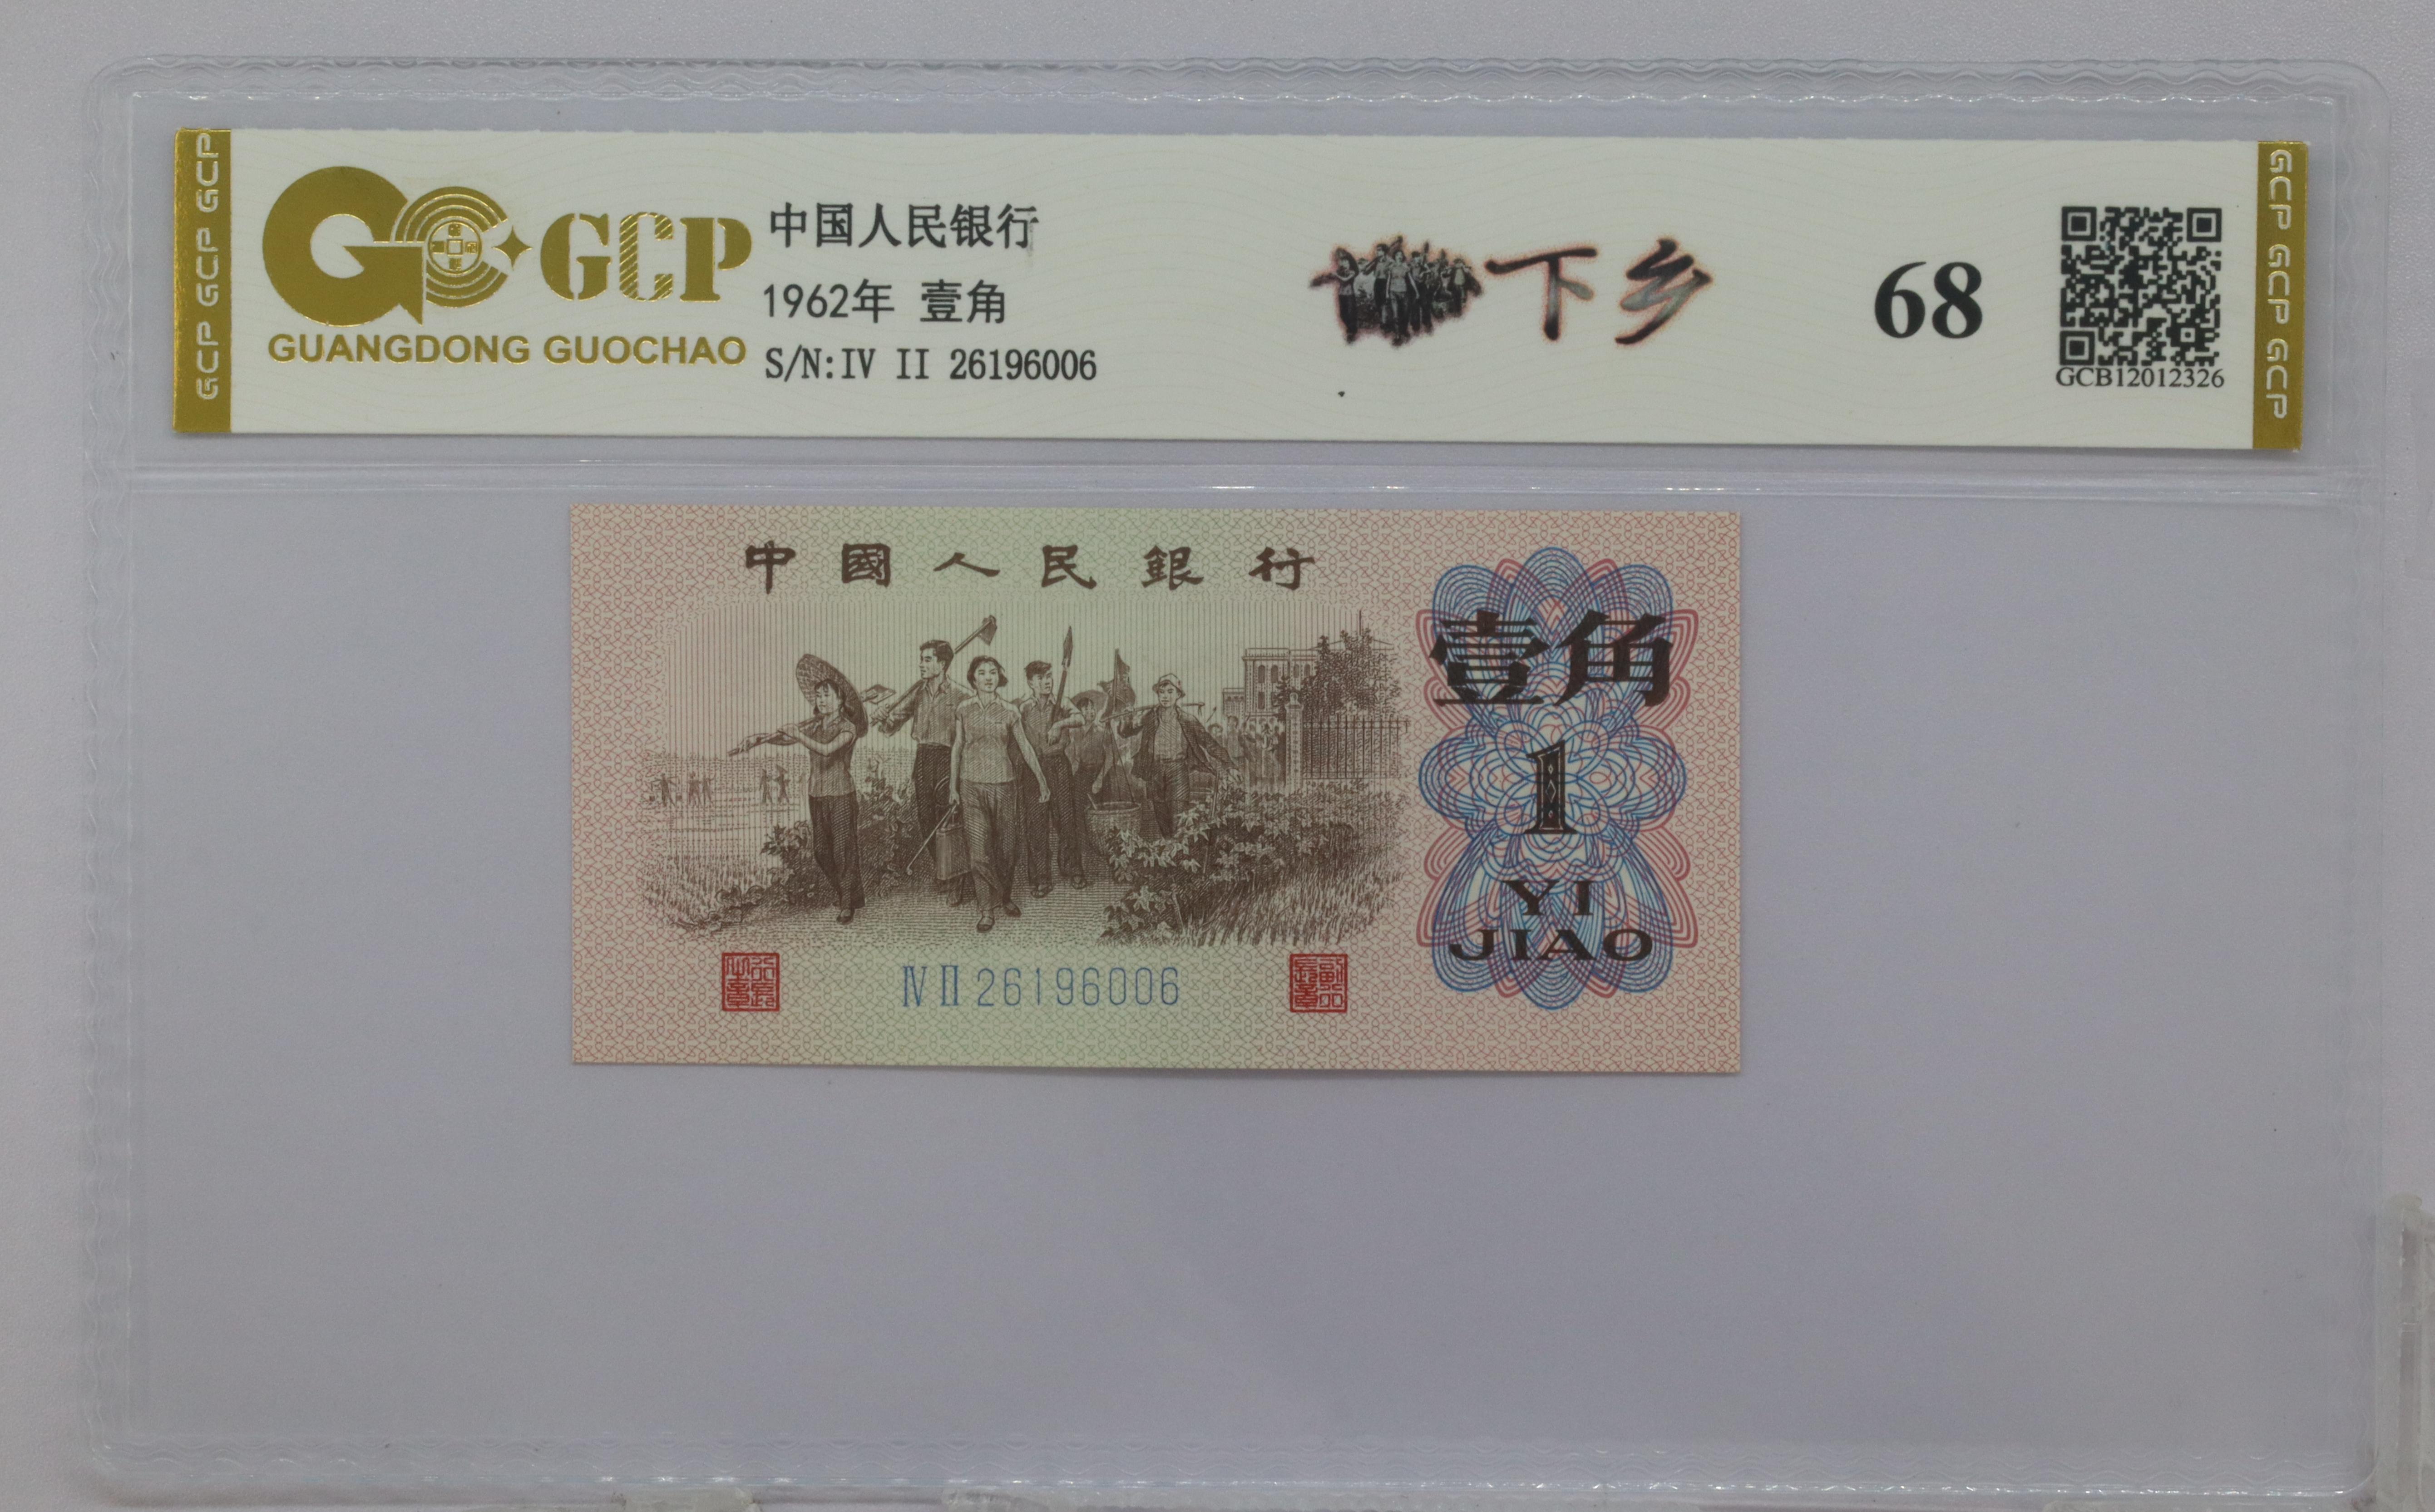 GCP GCP GCP
GCP
GUANGDONG GUOCHAO
中国人民银行
1962年 壹角
S/N:IV II 26196006
下乡
68
GCB12012326
GCP GCP GCP
中國人民銀行
壹角
1
YI
JIAO
IV II 26196006